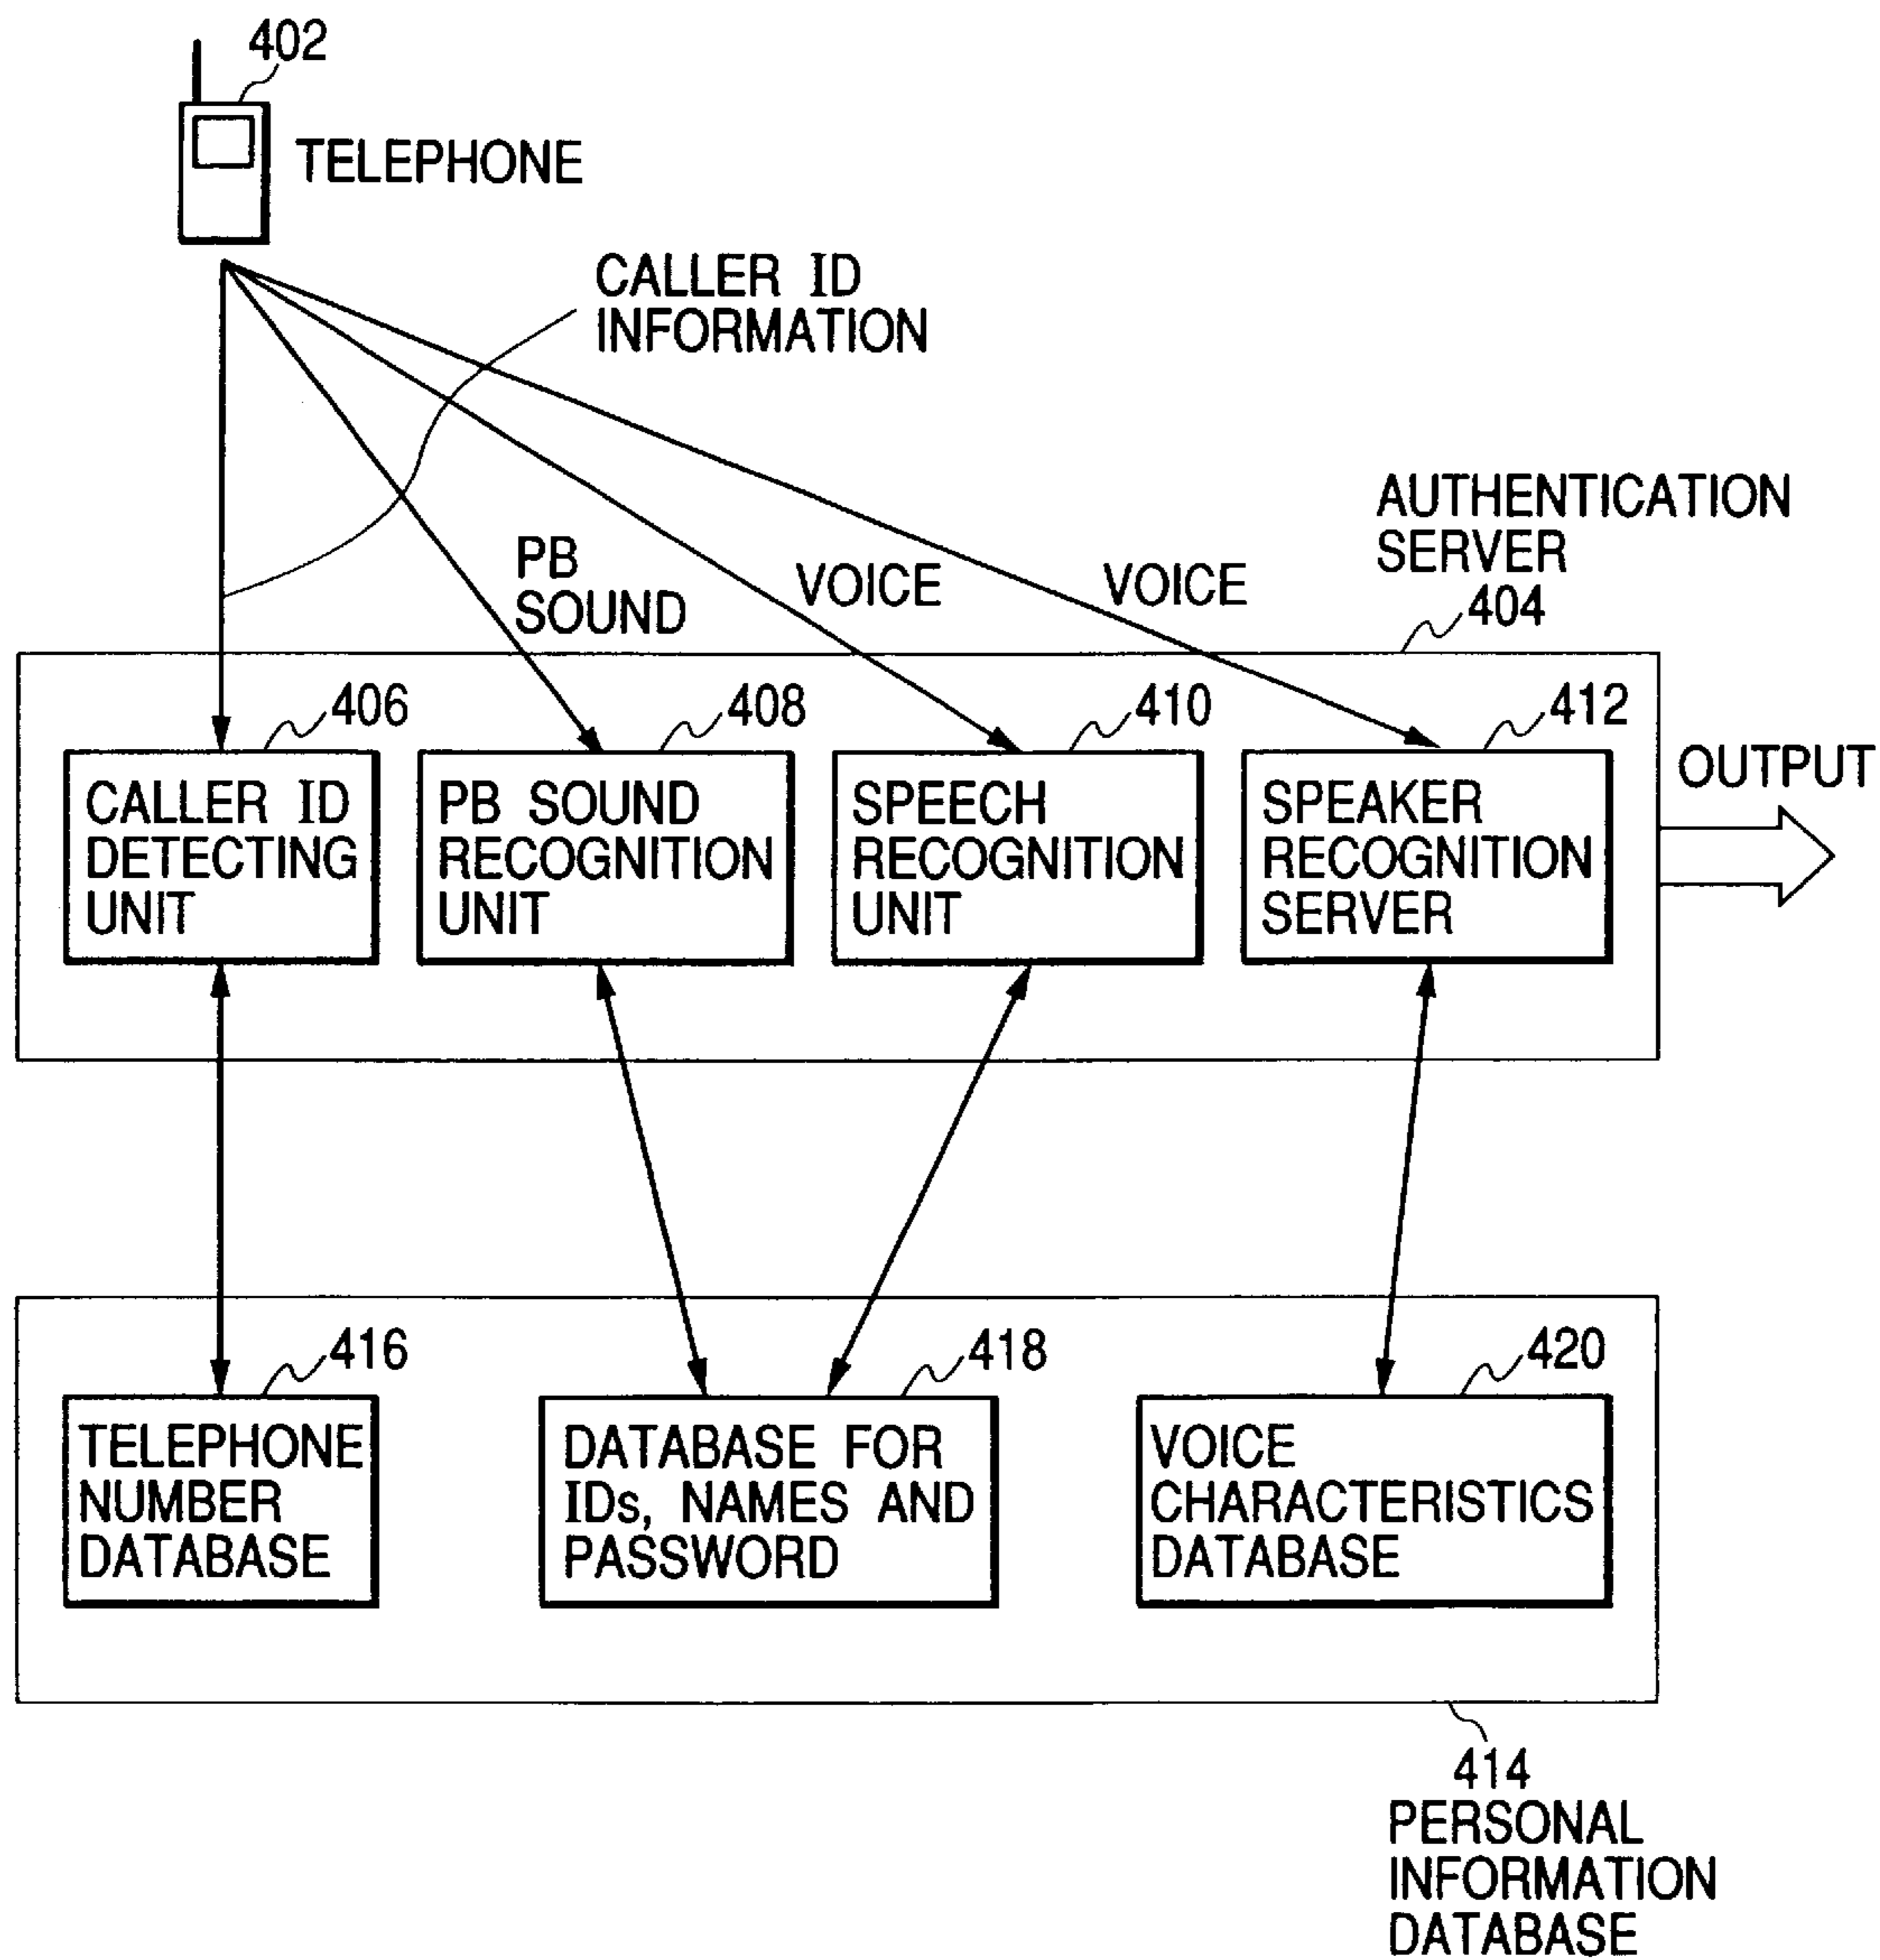 402
TELEPHONE
CALLER ID
INFORMATION
AUTHENTICATION
SERVER
404
PB
SOUND
VOICE
VOICE
406
408
410
412
CALLER ID
DETECTING
UNIT
PB SOUND
RECOGNITION
UNIT
SPEECH
RECOGNITION
UNIT
SPEAKER
RECOGNITION
SERVER
OUTPUT
416
418
420
TELEPHONE
NUMBER
DATABASE
DATABASE FOR
IDs, NAMES AND
PASSWORD
VOICE
CHARACTERISTICS
DATABASE
414
PERSONAL
INFORMATION
DATABASE